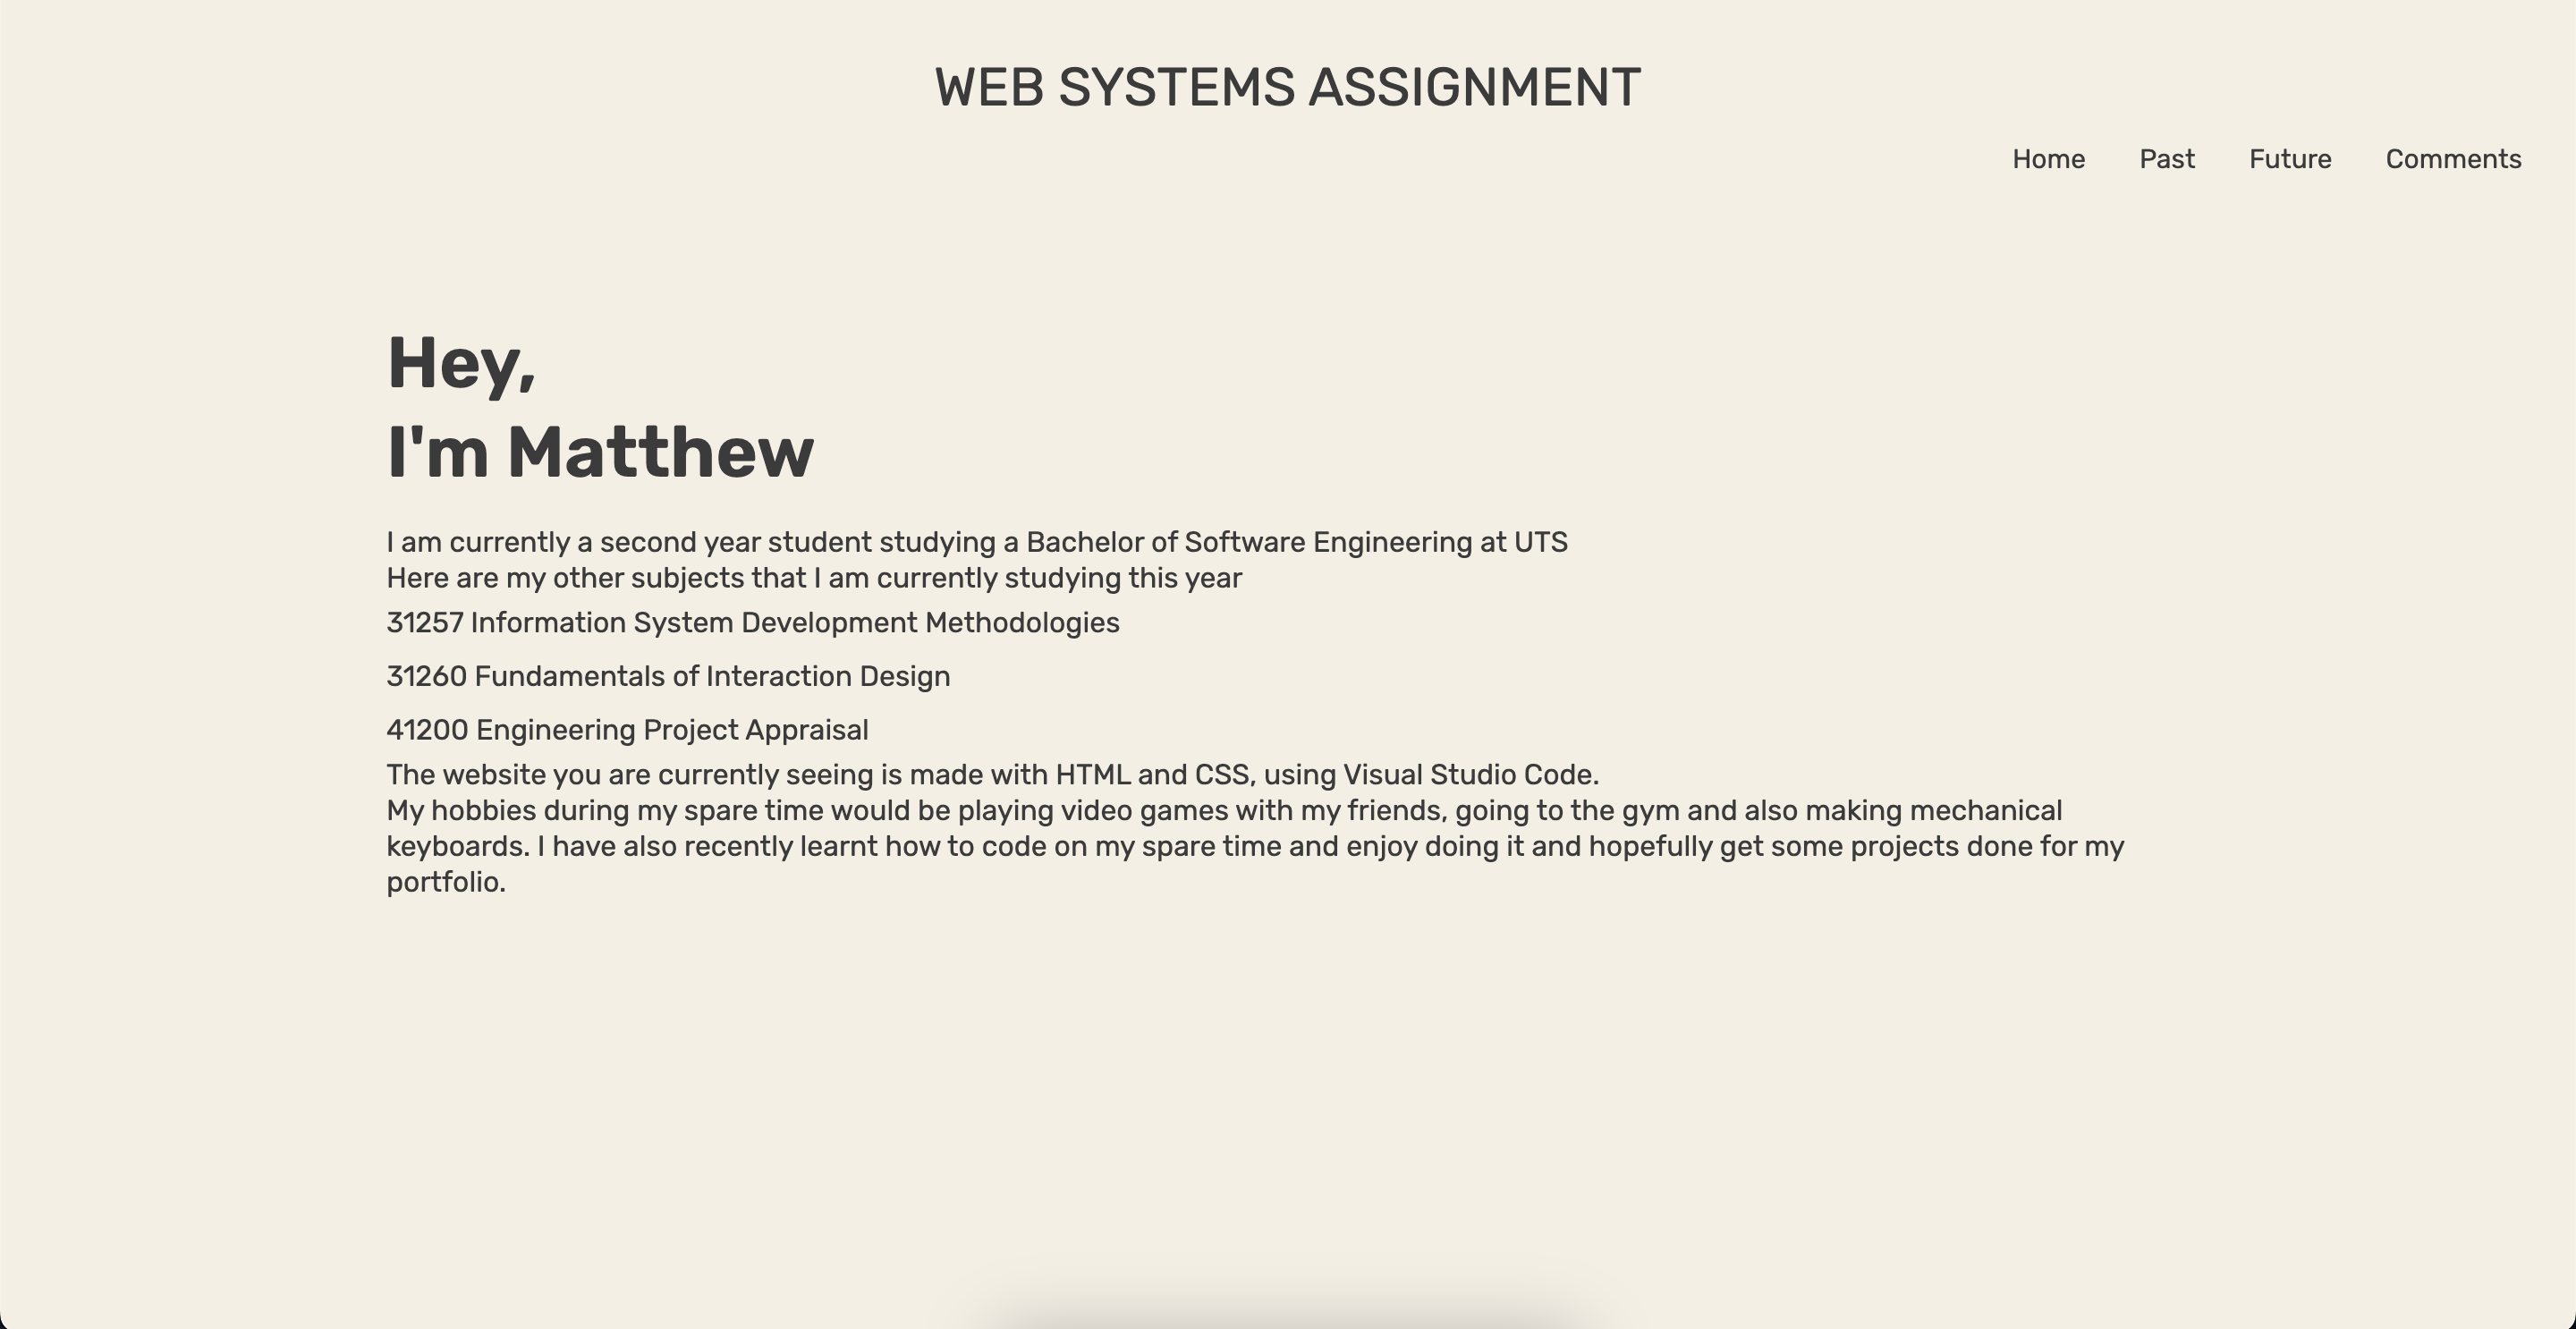 WEB SYSTEMS ASSIGNMENT
Home Past Future Comments
Hey,
I'm Matthew
I am currently a second year student studying a Bachelor of Software Engineering at UTS
Here are my other subjects that I am currently studying this year
31257 Information System Development Methodologies
31260 Fundamentals of Interaction Design
41200 Engineering Project Appraisal
The website you are currently seeing is made with HTML and CSS, using Visual Studio Code.
My hobbies during my spare time would be playing video games with my friends, going to the gym and also making mechanical
keyboards. I have also recently learnt how to code on my spare time and enjoy doing it and hopefully get some projects done for my
portfolio.